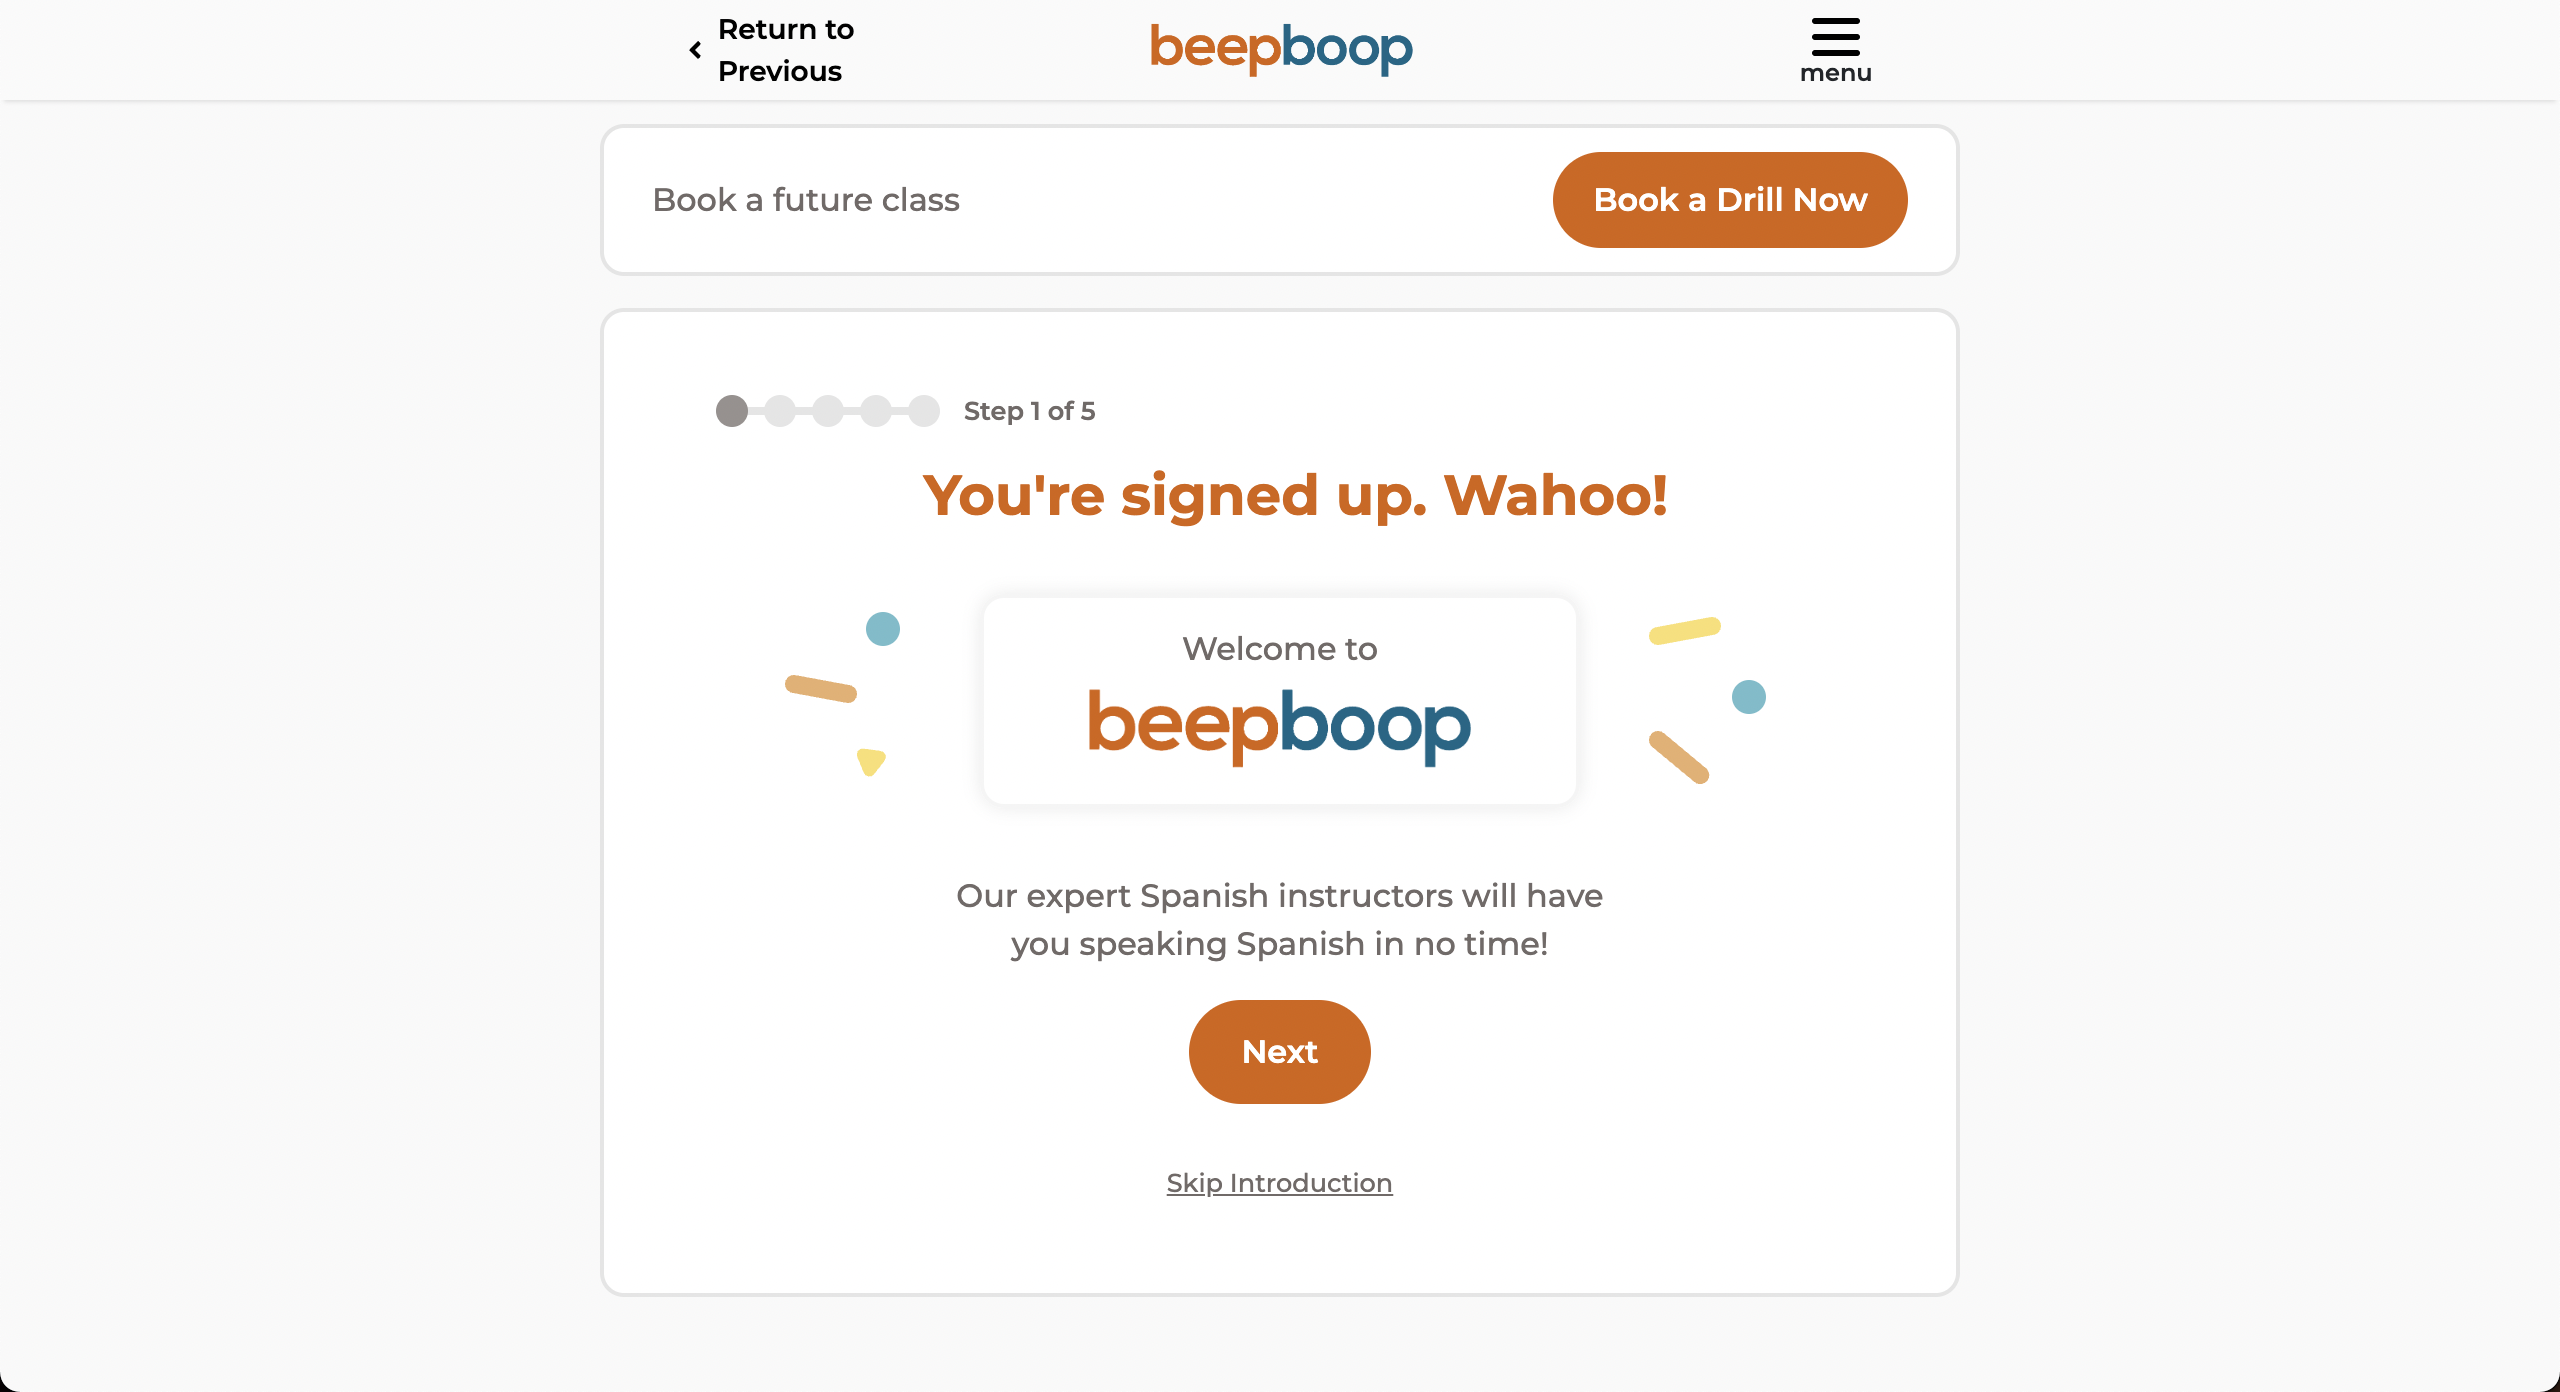 Return to
Previous
beepboop
menu
Book a future class
Book a Drill Now
Step 1 of 5
You're signed up. Wahoo!
Welcome to
beepboop
Our expert Spanish instructors will have
you speaking Spanish in no time!
Next
Skip Introduction